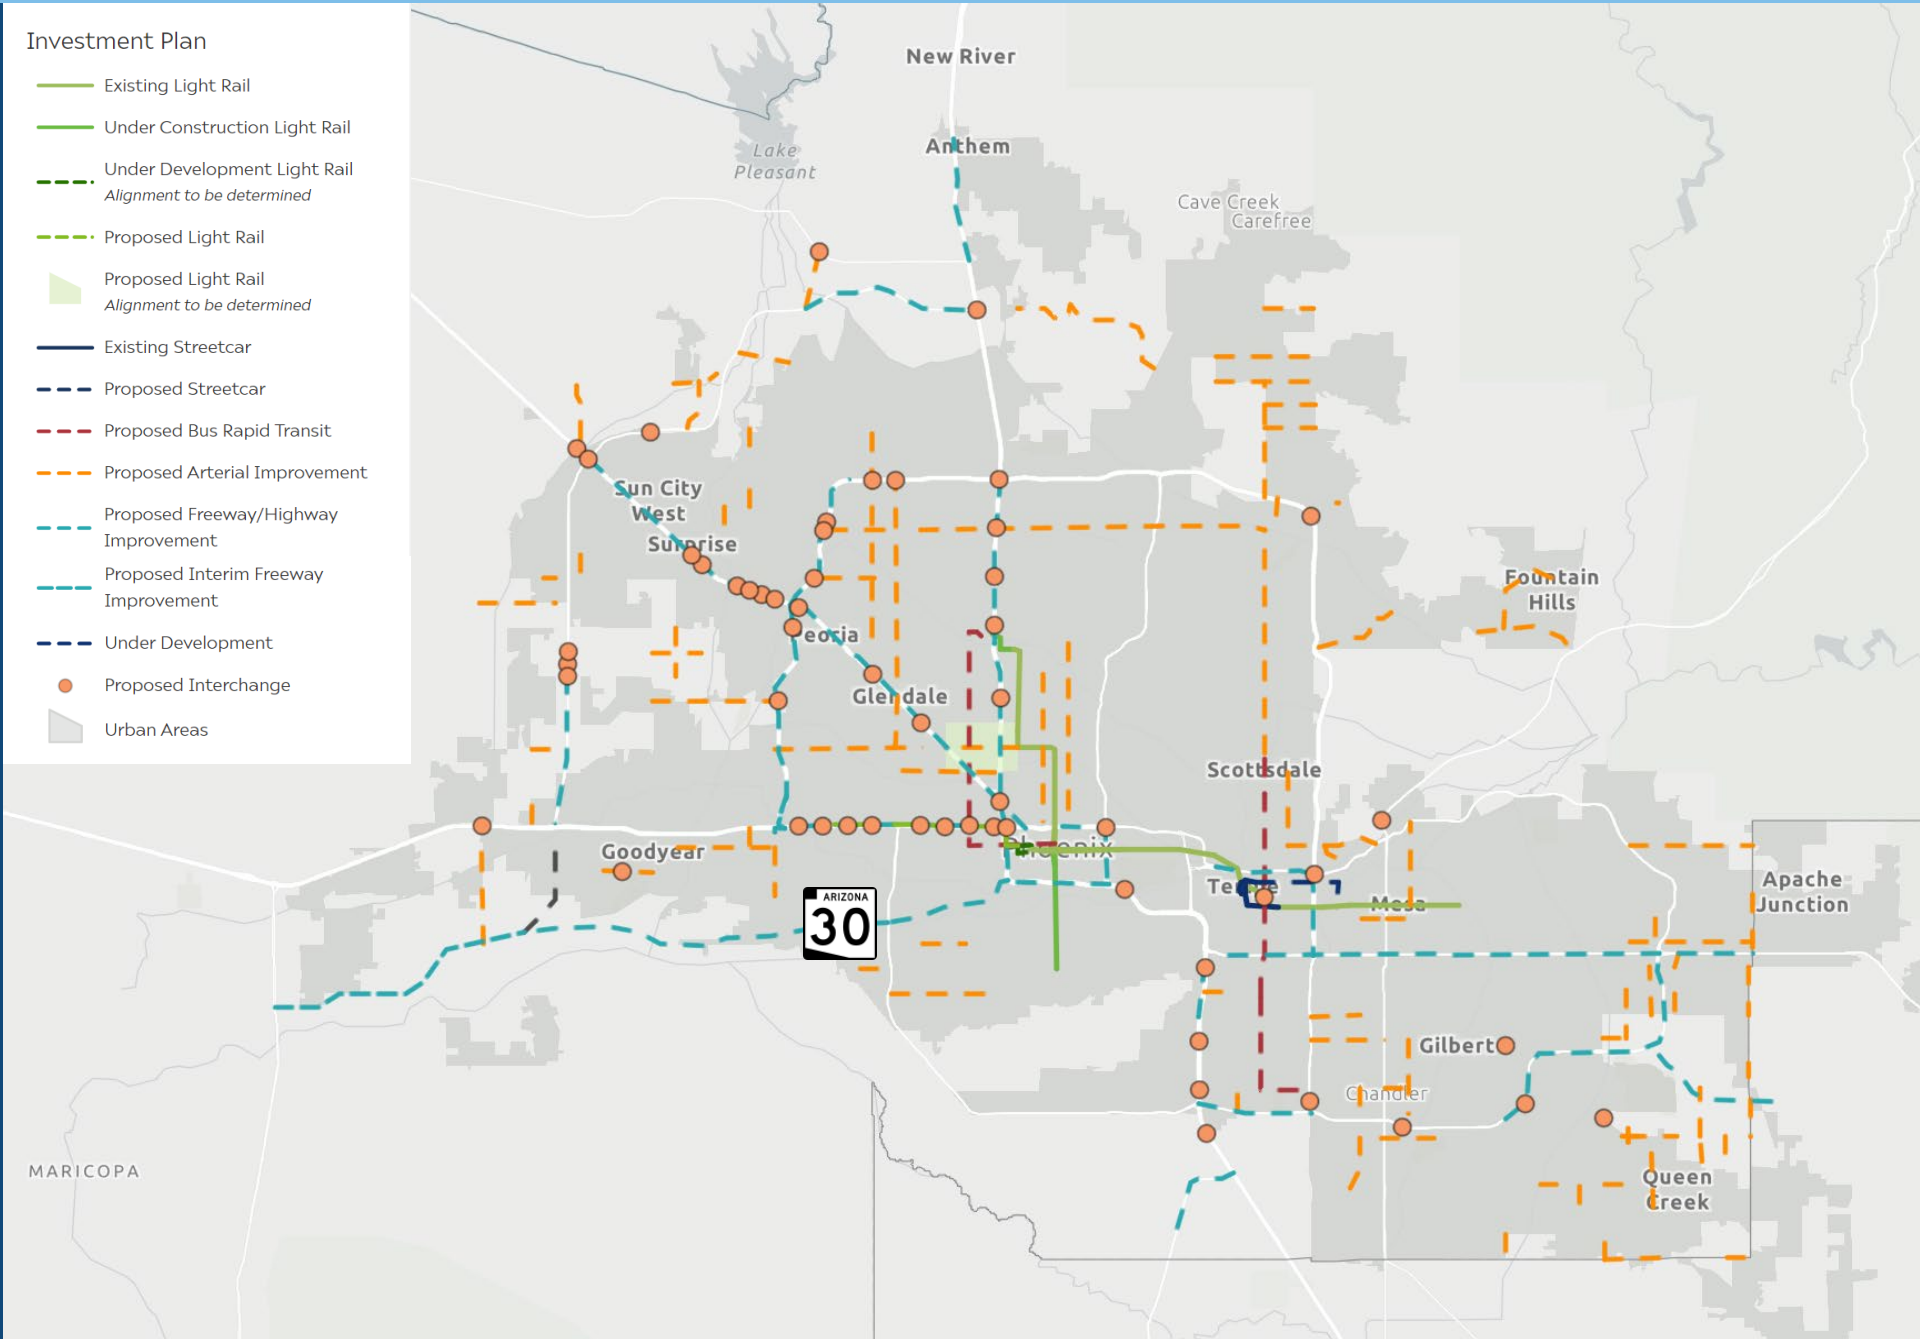 Investment Plan
Existing Light Rail
Under Construction Light Rail
Under Development Light Rail
Alignment to be determined
Proposed Light Rail
Proposed Light Rail
Alignment to be determined
Existing Streetcar
Proposed Streetcar
Proposed Bus Rapid Transit
Proposed Arterial Improvement
Proposed Freeway/Highway
Improvement
Proposed Interim Freeway
Improvement
Under Development
Proposed Interchange
Urban Areas
New River
Anthem
Lake
Pleasant
Cave Creek
Carefree
Sun City
West
Surprise
Fountain
Hills
Peoria
Glendale
Scottsdale
Goodyear
Phoenix
Tempe
Mesa
Apache
Junction
ARIZONA
30
Gilbert
Chandler
Queen
Creek
MARICOPA